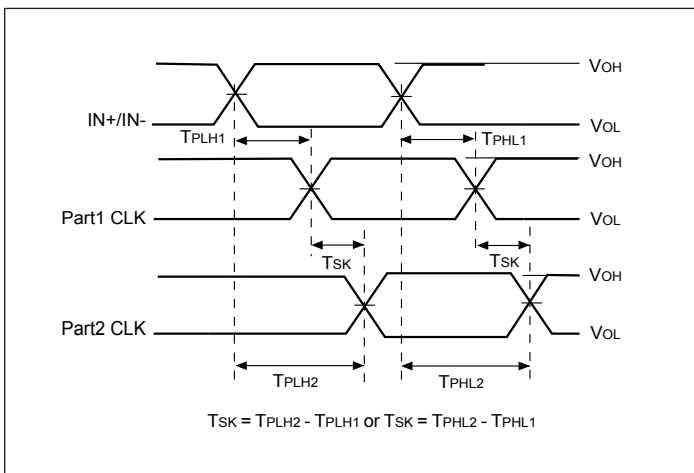 VOH
IN+/IN-
VOL
TPLH1
TPHL1
VOH
Part1 CLK
VOL
TSK
TSK
VOH
Part2 CLK
VOL
TPLH2
TPHL2
TSK = TPLH2 - TPLH1 or TSK = TPHL2 - TPHL1